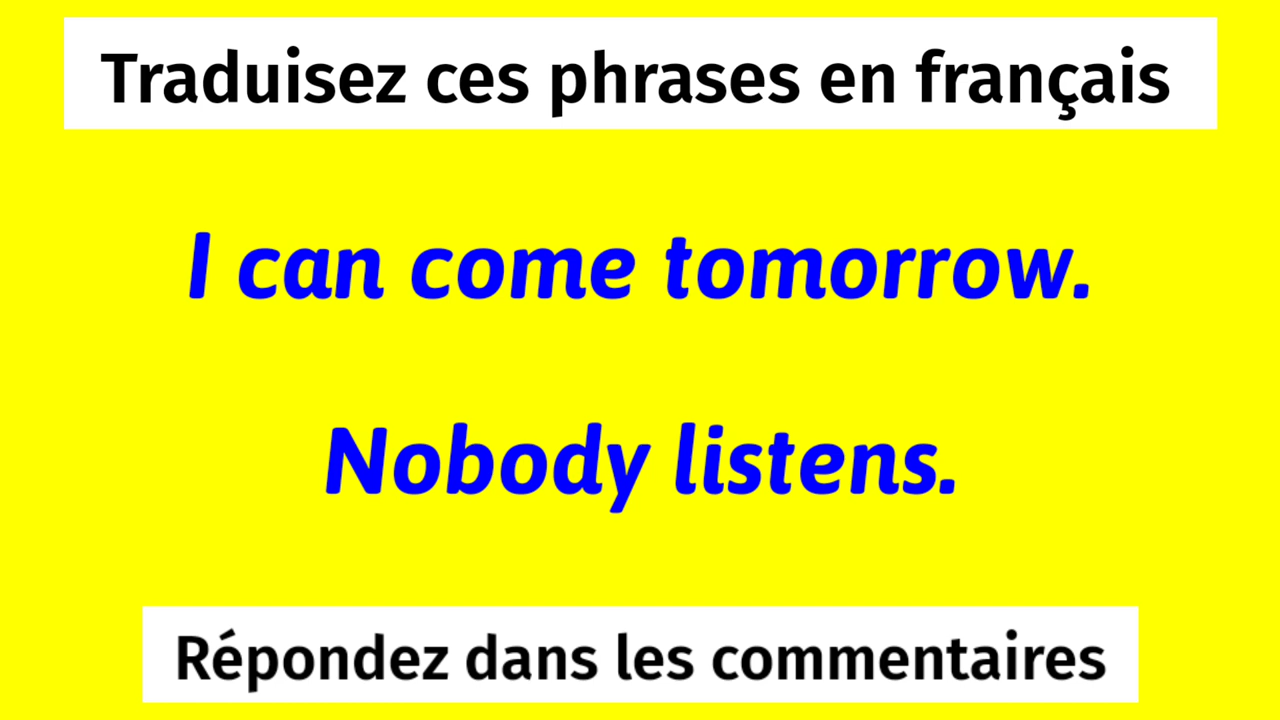 Traduisez ces phrases en français
I can come tomorrow.
Nobody listens.
Répondez dans les commentaires